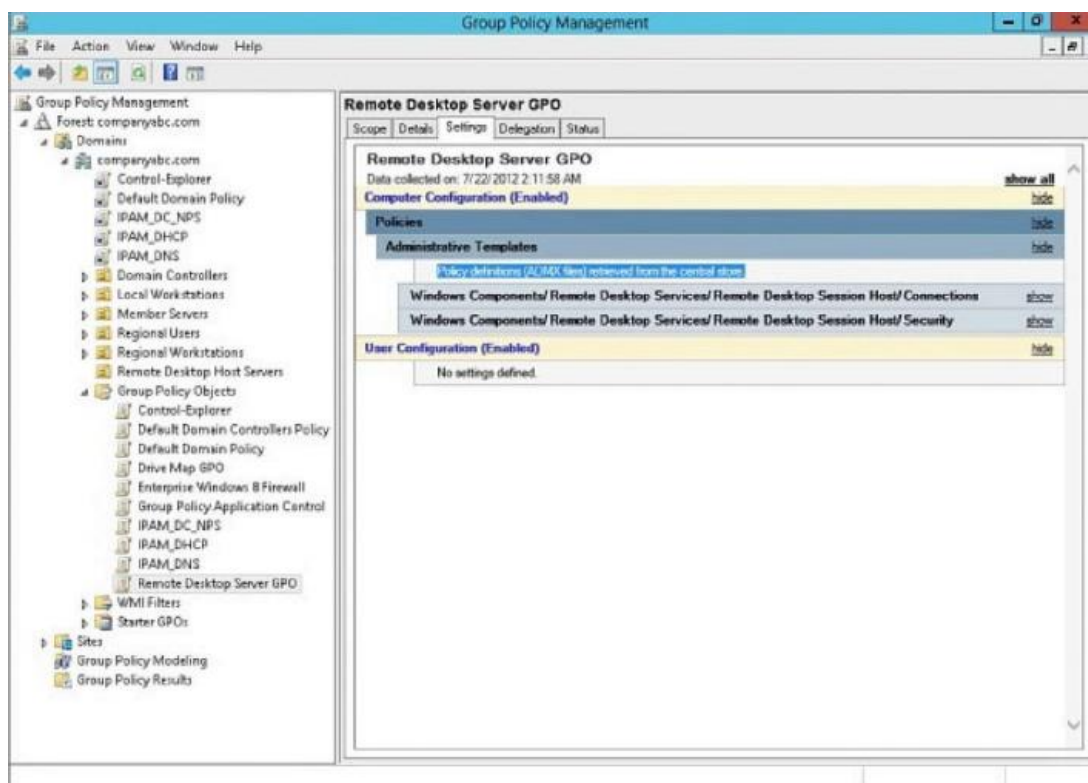 Group Policy Management
File Action View Window Help
Group Policy Management
Forest: companyabc.com
Domains
companyabc.com
Control-Explorer
Default Domain Policy
IPAM_DC_NPS
IPAM_DHCP
IPAM_DNS
Domain Controllers
Local Workstations
Member Servers
Regional Users
Regional Workstations
Remote Desktop Host Servers
Group Policy Objects
Control-Explorer
Default Domain Controllers Policy
Default Domain Policy
Drive Map GPO
Enterprise Windows 8 Firewall
Group Policy Application Control
IPAM_DC_NPS
IPAM_DHCP
IPAM_DNS
Remote Desktop Server GPO
WMI Filters
Starter GPOs
Sites
Group Policy Modeling
Group Policy Results
Remote Desktop Server GPO
Scope Details Settings Delegation Status
Remote Desktop Server GPO
Data collected on: 7/22/2012 2:11:58 AM show all
Computer Configuration (Enabled) hide
Policies hide
Administrative Templates hide
Policy definitions (ADMX files) retrieved from the central store.
Windows Components/Remote Desktop Services/Remote Desktop Session Host/Connections show
Windows Components/Remote Desktop Services/Remote Desktop Session Host/Security show
User Configuration (Enabled) hide
No settings defined.